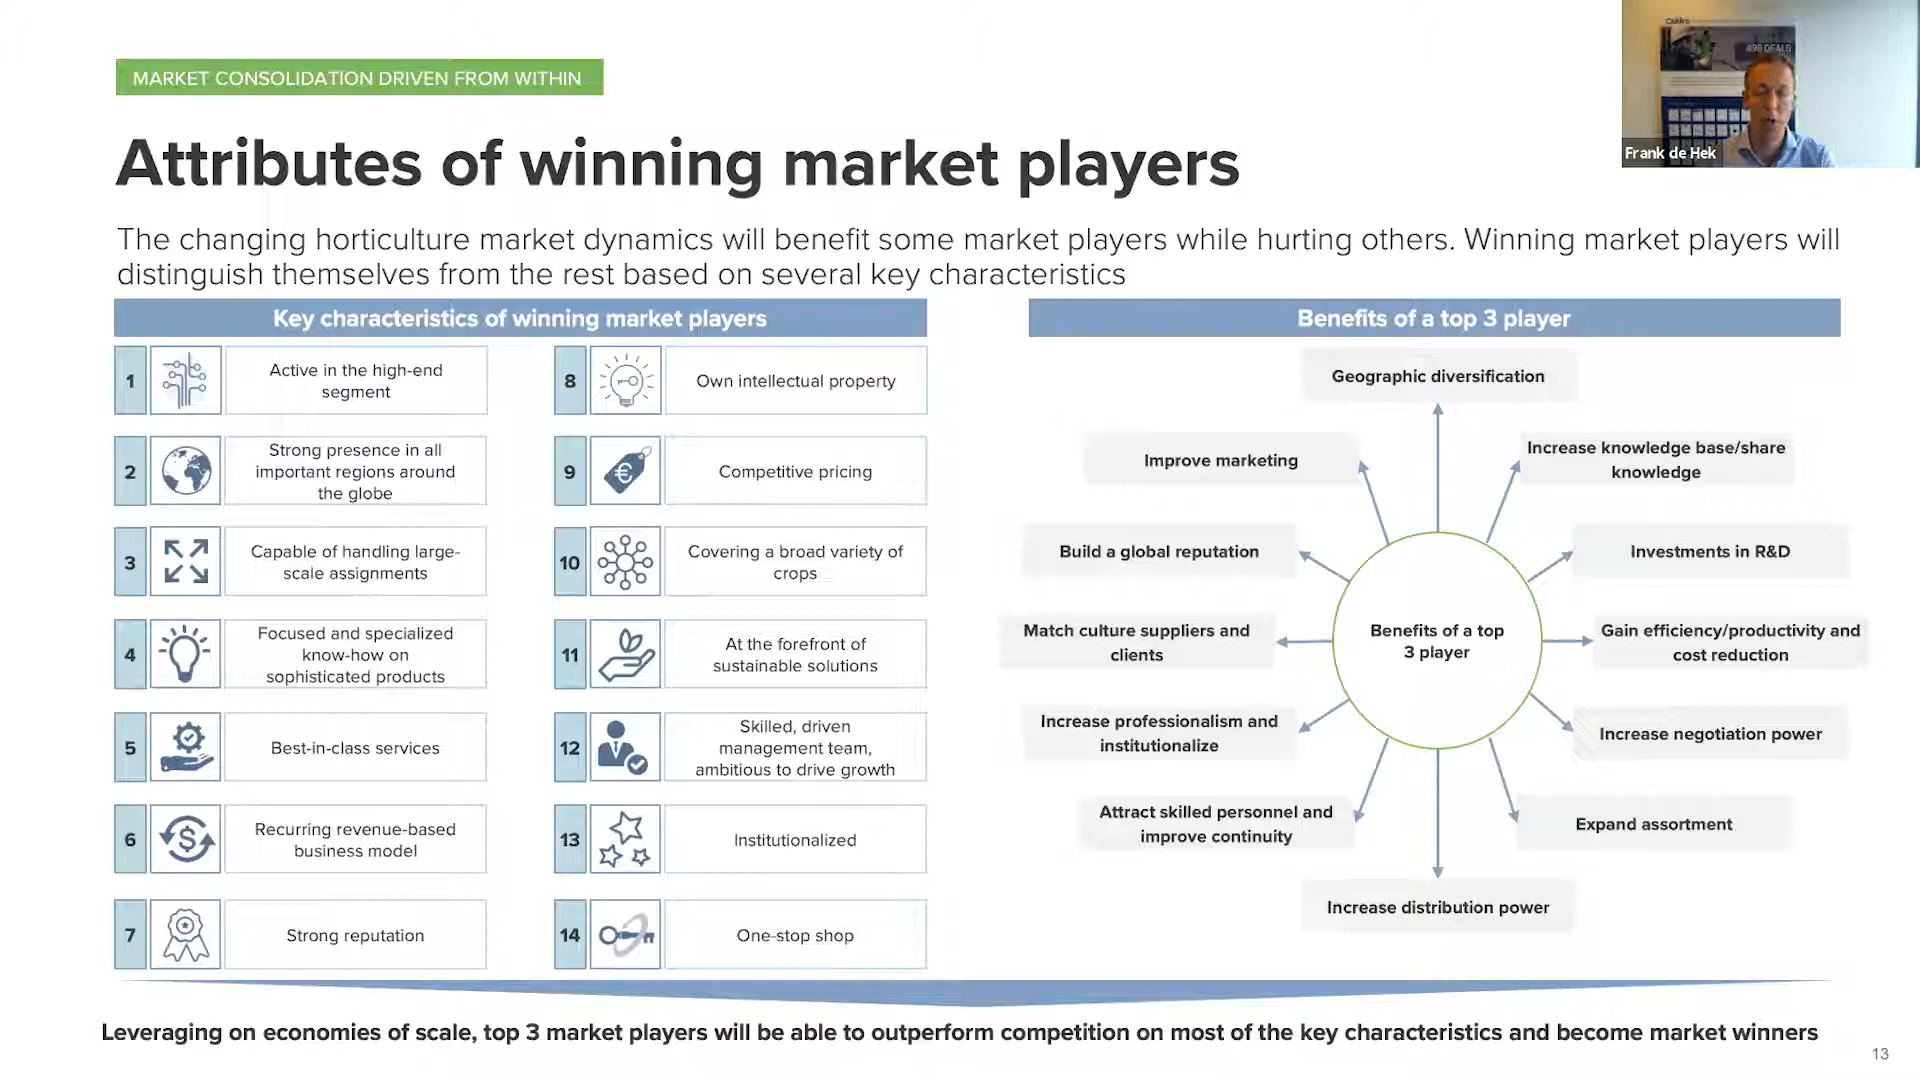 MARKET CONSOLIDATION DRIVEN FROM WITHIN
498 DEALS
Frank de Hek
Attributes of winning market players
The changing horticulture market dynamics will benefit some market players while hurting others. Winning market players will
distinguish themselves from the rest based on several key characteristics
Key characteristics of winning market players
1
Active in the high-end
segment
2
Strong presence in all
important regions around
the globe
3
Capable of handling large-
scale assignments
4
Focused and specialized
know-how on
sophisticated products
5
Best-in-class services
6
$
Recurring revenue-based
business model
7
Strong reputation
8
Own intellectual property
9
€
Competitive pricing
10
Covering a broad variety of
crops
11
At the forefront of
sustainable solutions
12
Skilled, driven
management team,
ambitious to drive growth
13
Institutionalized
14
One-stop shop
Benefits of a top 3 player
Geographic diversification
Improve marketing
Increase knowledge base/share
knowledge
Build a global reputation
Investments in R&D
Match culture suppliers and
clients
Benefits of a top
3 player
Gain efficiency/productivity and
cost reduction
Increase professionalism and
institutionalize
Increase negotiation power
Attract skilled personnel and
improve continuity
Expand assortment
Increase distribution power
Leveraging on economies of scale, top 3 market players will be able to outperform competition on most of the key characteristics and become market winners
13